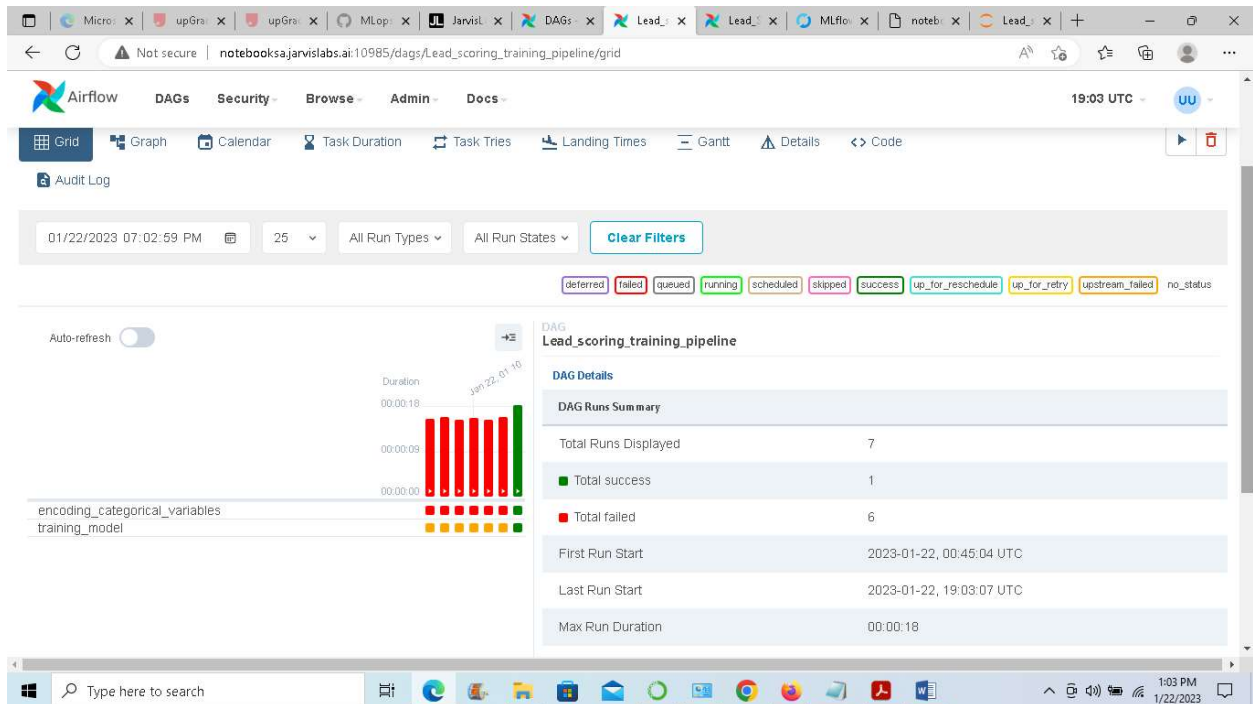 Micro: upGra upGra MLop: JarvisL DAGs - Lead_s Lead_S MLflo notebo Lead_s
Not secure notebooksa.jarvislabs.ai:10985/dags/Lead_scoring_training_pipeline/grid
Airflow DAGs Security Browse Admin Docs 19:03 UTC UU
Grid Graph Calendar Task Duration Task Tries Landing Times Gantt Details <> Code
Audit Log
01/22/2023 07:02:59 PM 25 All Run Types All Run States Clear Filters
deferred failed queued running scheduled skipped success up_for_reschedule up_for_retry upstream_failed no_status
Auto-refresh
DAG
Lead_scoring_training_pipeline
Duration
Jan 22, 01:10
00:00:18
00:00:09
00:00:00
encoding_categorical_variables
training_model
DAG Details
DAG Runs Summary
Total Runs Displayed 7
Total success 1
Total failed 6
First Run Start 2023-01-22, 00:45:04 UTC
Last Run Start 2023-01-22, 19:03:07 UTC
Max Run Duration 00:00:18
Type here to search
1:03 PM
1/22/2023